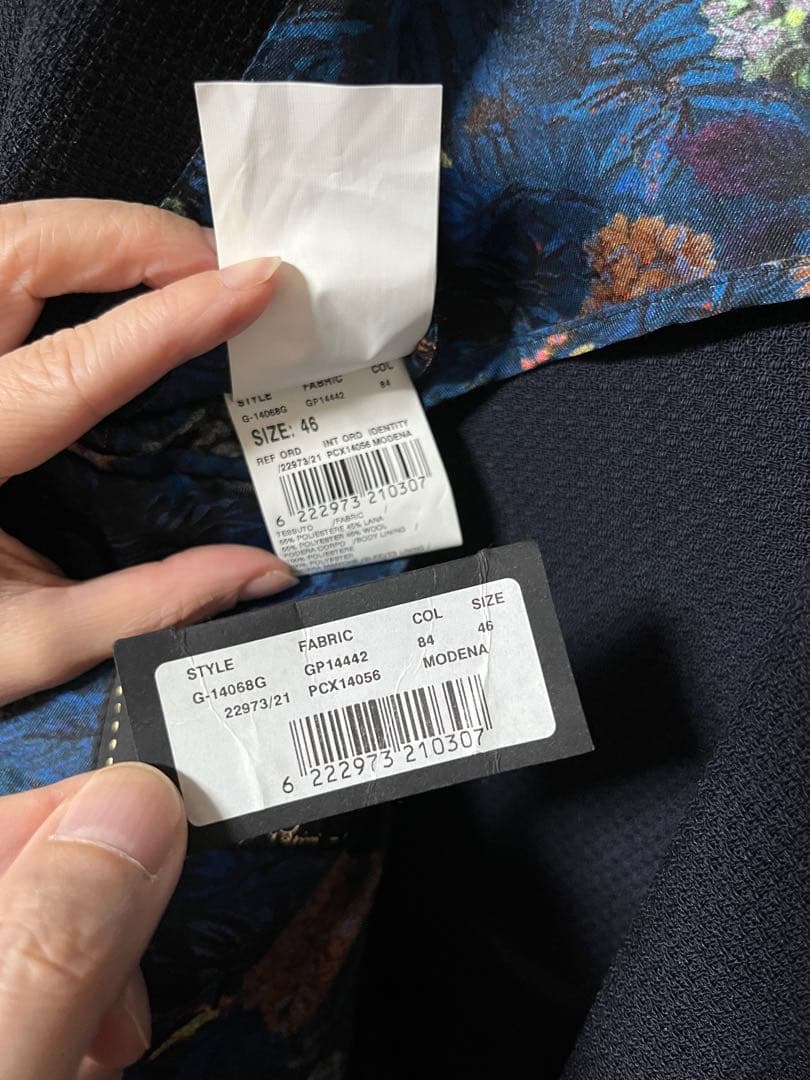 STYLE FABRIC COL
G-14068G GP14442 84
SIZE: 46
REF ORD INT ORD IDENTITY
/22973/21 PCX14056 MODENA
6 222973 210307
TESSUTO /FABRIC /
55% POLIESTERE 45% LANA
55% POLYESTER 45% WOOL
FODERA CORPO /BODY LINING /
100% POLIESTERE
STYLE FABRIC COL SIZE
G-14068G GP14442 84 46
22973/21 PCX14056 MODENA
6 222973 210307